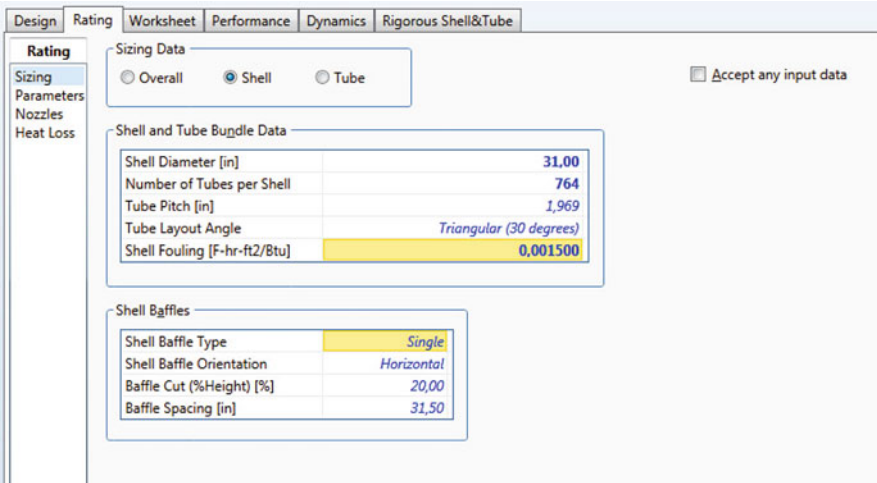 Design Rating Worksheet Performance Dynamics Rigorous Shell&Tube
Rating
Sizing
Parameters
Nozzles
Heat Loss
Sizing Data
Overall Shell Tube
Accept any input data
Shell and Tube Bundle Data
Shell Diameter [in] 31,00
Number of Tubes per Shell 764
Tube Pitch [in] 1,969
Tube Layout Angle Triangular (30 degrees)
Shell Fouling [F-hr-ft2/Btu] 0,001500
Shell Baffles
Shell Baffle Type Single
Shell Baffle Orientation Horizontal
Baffle Cut (%Height) [%] 20,00
Baffle Spacing [in] 31,50